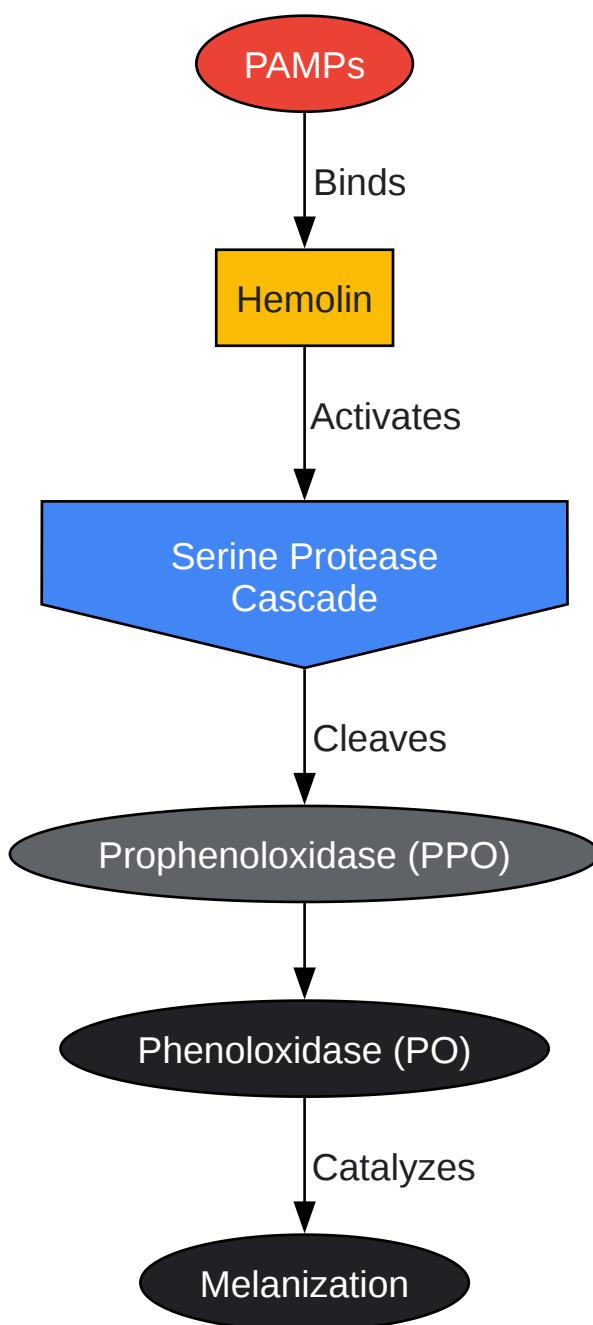 PAMPs
Binds
Hemolin
Activates
Serine Protease
Cascade
Cleaves
Prophenoloxidase (PPO)
Phenoloxidase (PO)
Catalyzes
Melanization